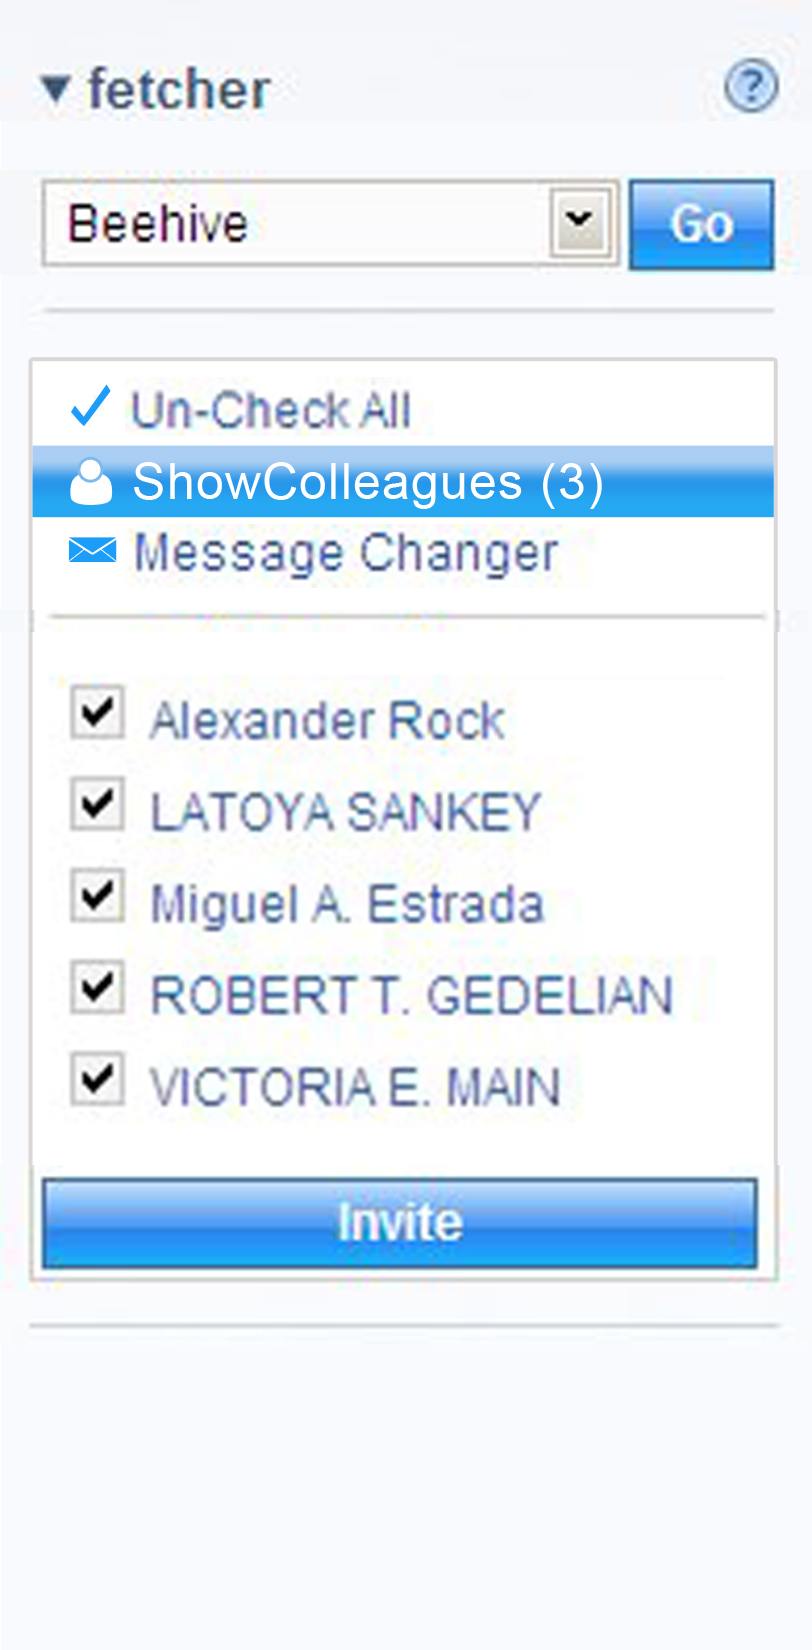 fetcher
?
Beehive
Go
Un-Check All
ShowColleagues (3)
Message Changer
Alexander Rock
LATOYA SANKEY
Miguel A. Estrada
ROBERT T. GEDELIAN
VICTORIA E. MAIN
Invite